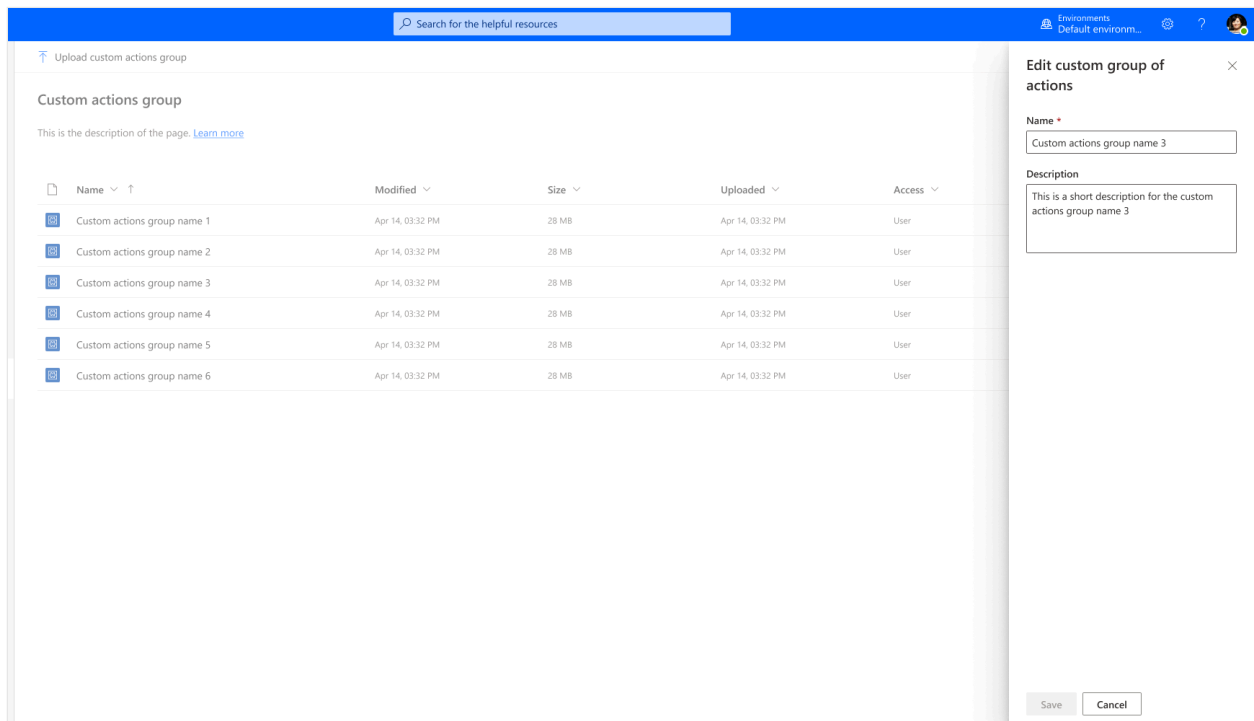 Search for the helpful resources
Environments
Default environm...
?
Upload custom actions group
Custom actions group
This is the description of the page. Learn more
Name Modified Size Uploaded Access
Custom actions group name 1 Apr 14, 03:32 PM 28 MB Apr 14, 03:32 PM User
Custom actions group name 2 Apr 14, 03:32 PM 28 MB Apr 14, 03:32 PM User
Custom actions group name 3 Apr 14, 03:32 PM 28 MB Apr 14, 03:32 PM User
Custom actions group name 4 Apr 14, 03:32 PM 28 MB Apr 14, 03:32 PM User
Custom actions group name 5 Apr 14, 03:32 PM 28 MB Apr 14, 03:32 PM User
Custom actions group name 6 Apr 14, 03:32 PM 28 MB Apr 14, 03:32 PM User
Edit custom group of
actions
Name *
Custom actions group name 3
Description
This is a short description for the custom
actions group name 3
Save Cancel